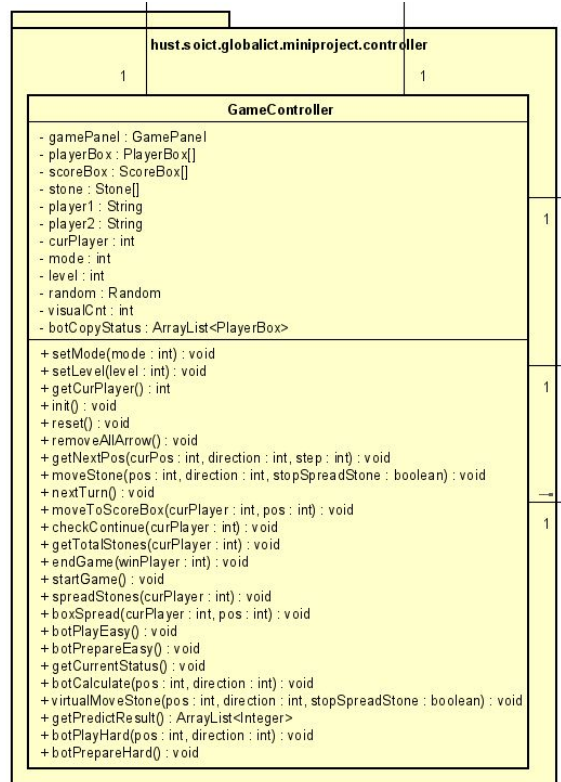 hust.soict.globalict.miniproject.controller
1 1
GameController
- gamePanel : GamePanel
- playerBox : PlayerBox[]
- scoreBox : ScoreBox[]
- stone : Stone[]
- player1 : String
- player2 : String
- curPlayer : int
- mode : int
- level : int
- random : Random
- visualCnt : int
- botCopyStatus : ArrayList<PlayerBox>
1
+ setMode(mode : int) : void
+ setLevel(level : int) : void
+ getCurPlayer() : int
1
+ init() : void
+ reset() : void
+ removeAllArrow() : void
+ getNextPos(curPos : int, direction : int, step : int) : void
+ moveStone(pos : int, direction : int, stopSpreadStone : boolean) : void
+ nextTurn() : void
+ moveToScoreBox(curPlayer : int, pos : int) : void
1
+ checkContinue(curPlayer : int) : void
+ getTotalStones(curPlayer : int) : void
+ endGame(winPlayer : int) : void
+ startGame() : void
+ spreadStones(curPlayer : int) : void
+ boxSpread(curPlayer : int, pos : int) : void
+ botPlayEasy() : void
+ botPrepareEasy() : void
+ getCurrentStatus() : void
+ botCalculate(pos : int, direction : int) : void
+ virtualMoveStone(pos : int, direction : int, stopSpreadStone : boolean) : void
+ getPredictResult() : ArrayList<Integer>
+ botPlayHard(pos : int, direction : int) : void
+ botPrepareHard() : void